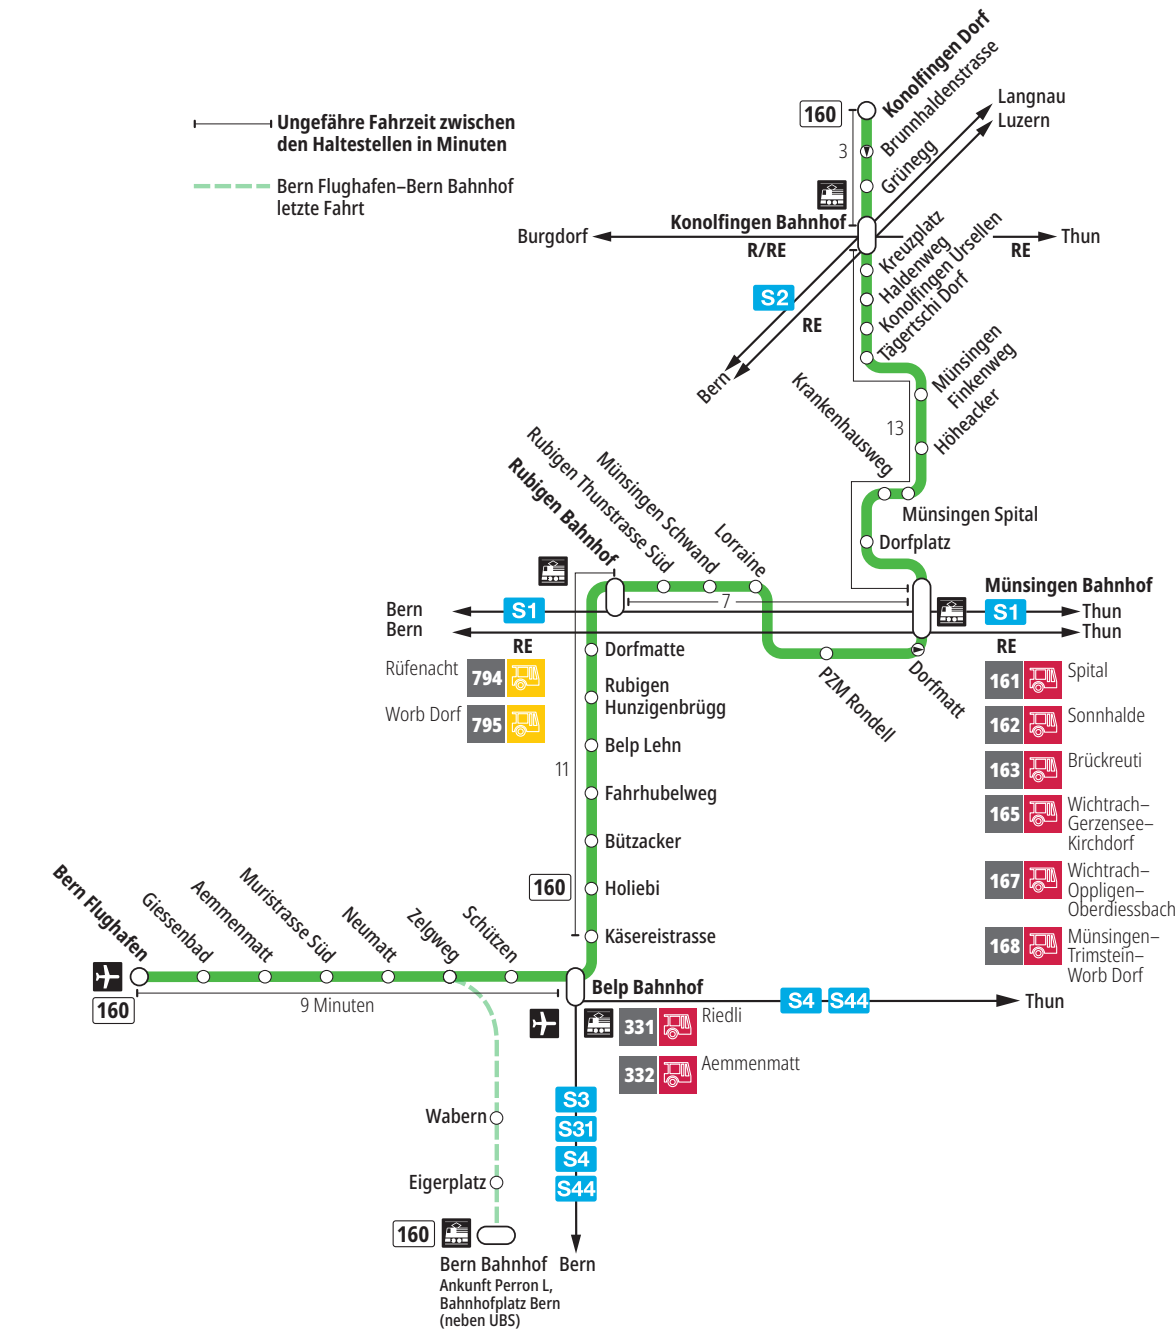 Ungefähre Fahrzeit zwischen
den Haltestellen in Minuten
Bern Flughafen–Bern Bahnhof
letzte Fahrt
160
Konolfingen Dorf
Brunnhaldenstrasse
Grünegg
3
Langnau
Luzern
Konolfingen Bahnhof
Burgdorf
R/RE
RE
Thun
Kreuzplatz
Haldenweg
Konolfingen Ursellen
Tägertschi Dorf
S2
RE
Bern
Münsingen
Finkenweg
Höheacker
13
Krankenhausweg
Münsingen Spital
Dorfplatz
Münsingen Bahnhof
Rubigen Bahnhof
Rubigen Thunstrasse Süd
Münsingen Schwand
Lorraine
7
Bern
S1
S1
Thun
Bern
RE
RE
Thun
PZM Rondell
Dorfmatt
Rüfenacht
794
Worb Dorf
795
161
Spital
162
Sonnhalde
163
Brückreuti
165
Wichtrach–
Gerzensee–
Kirchdorf
167
Wichtrach–
Oppligen–
Oberdiessbach
168
Münsingen–
Trimstein–
Worb Dorf
Dorfmatte
Rubigen
Hunzigenbrügg
Belp Lehn
11
Fahrhubelweg
Bützacker
160
Holiebi
Käsereistrasse
Bern Flughafen
Giessenbad
Aemmenmatt
Muristrasse Süd
Neumatt
Zelgweg
Schützen
160
9 Minuten
Belp Bahnhof
S4
S44
Thun
331
Riedli
332
Aemmenmatt
S3
S31
S4
S44
Bern
Wabern
Eigerplatz
160
Bern Bahnhof
Ankunft Perron L,
Bahnhofplatz Bern
(neben UBS)